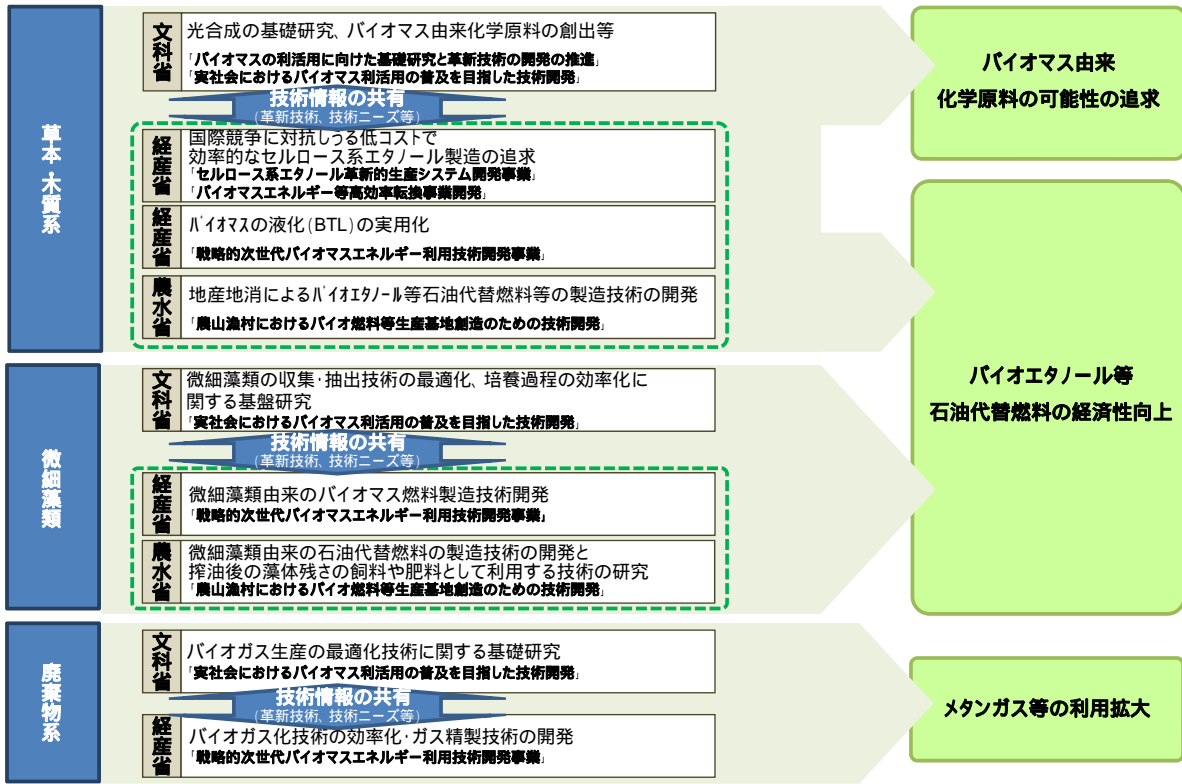 草本・木質系
文科省
光合成の基礎研究、バイオマス由来化学原料の創出等
「バイオマスの利活用に向けた基礎研究と革新技術の開発の推進」
「実社会におけるバイオマス利活用の普及を目指した技術開発」
技術情報の共有
(革新技術、技術ニーズ等)
経産省
国際競争に対抗しうる低コストで
効率的なセルロース系エタノール製造の追求
「セルロース系エタノール革新的生産システム開発事業」
「バイオマスエネルギー等高効率転換事業開発」
経産省
バイオマスの液化(BTL)の実用化
「戦略的次世代バイオマスエネルギー利用技術開発事業」
農水省
地産地消によるバイオエタノール等石油代替燃料等の製造技術の開発
「農山漁村におけるバイオ燃料等生産基地創造のための技術開発」
バイオマス由来
化学原料の可能性の追求
微細藻類
文科省
微細藻類の収集・抽出技術の最適化、培養過程の効率化に
関する基盤研究
「実社会におけるバイオマス利活用の普及を目指した技術開発」
技術情報の共有
(革新技術、技術ニーズ等)
経産省
微細藻類由来のバイオマス燃料製造技術開発
「戦略的次世代バイオマスエネルギー利用技術開発事業」
農水省
微細藻類由来の石油代替燃料の製造技術の開発と
搾油後の藻体残さの飼料や肥料として利用する技術の研究
「農山漁村におけるバイオ燃料等生産基地創造のための技術開発」
バイオエタノール等
石油代替燃料の経済性向上
廃棄物系
文科省
バイオガス生産の最適化技術に関する基礎研究
「実社会におけるバイオマス利活用の普及を目指した技術開発」
技術情報の共有
(革新技術、技術ニーズ等)
経産省
バイオガス化技術の効率化・ガス精製技術の開発
「戦略的次世代バイオマスエネルギー利用技術開発事業」
メタンガス等の利用拡大